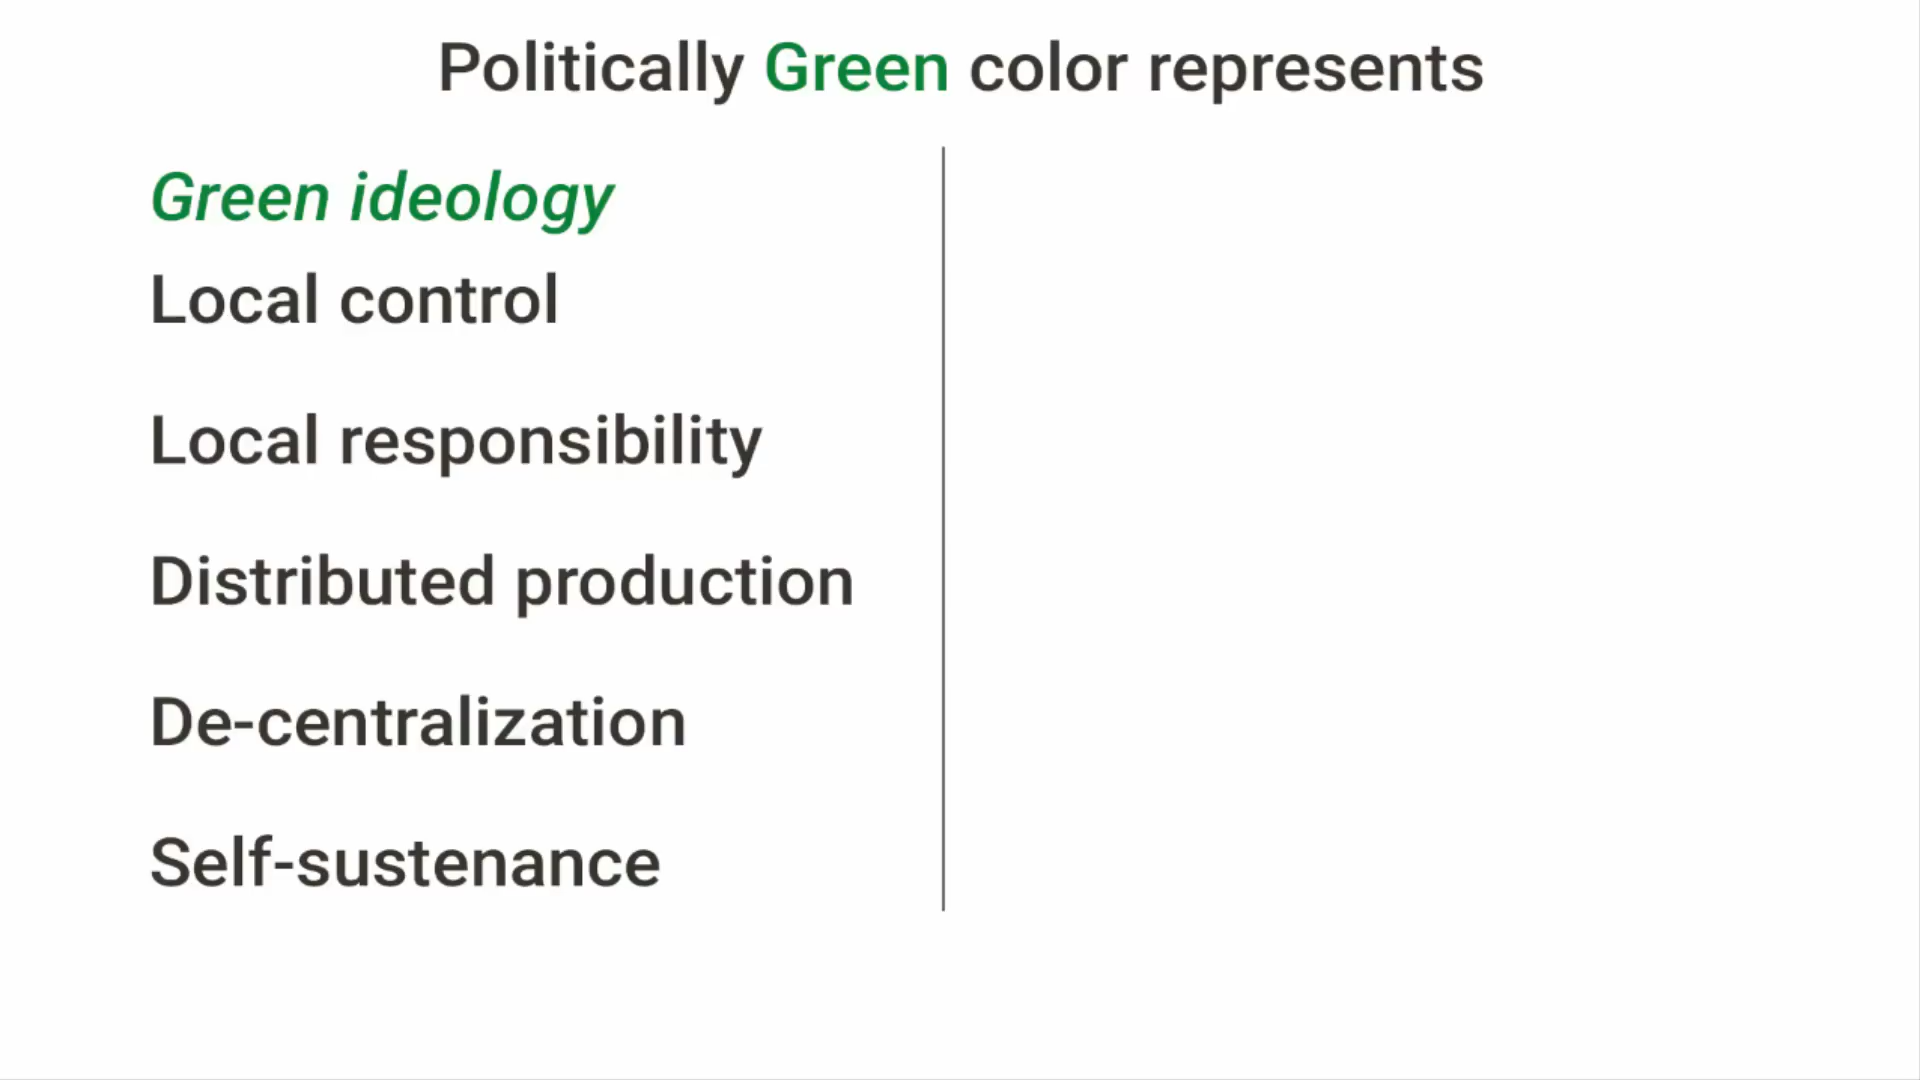 Politically Green color represents
Green ideology
Local control
Local responsibility
Distributed production
De-centralization
Self-sustenance